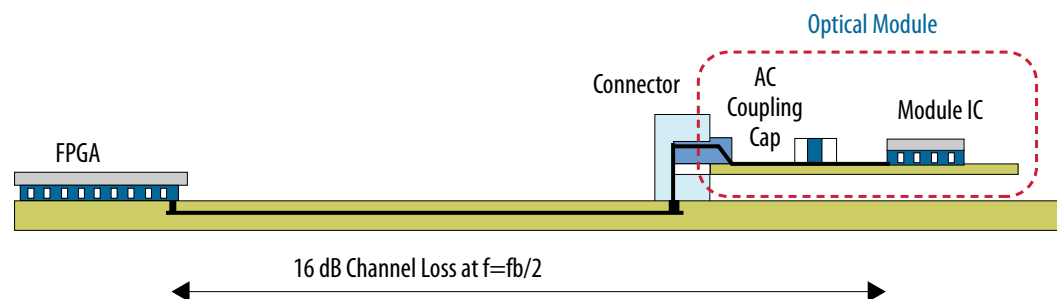 Optical Module
Connector
AC
Coupling
Cap
Module IC
FPGA
16 dB Channel Loss at f=fb/2